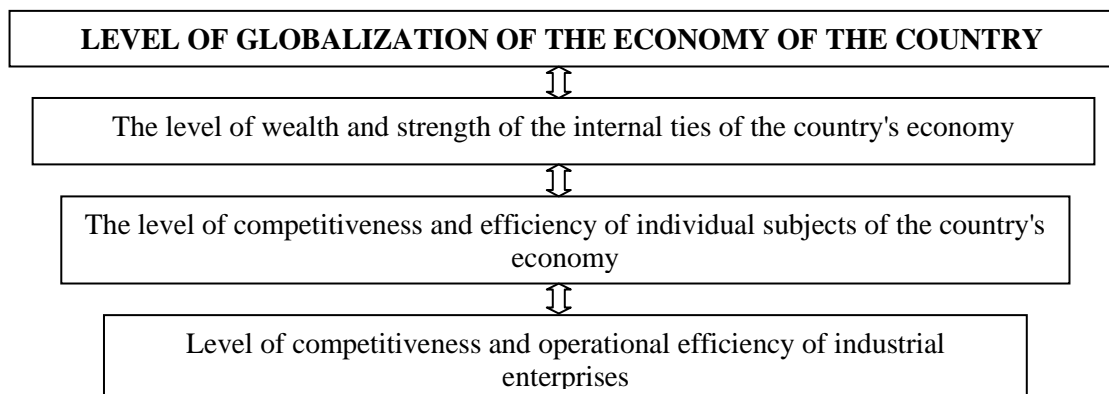 LEVEL OF GLOBALIZATION OF THE ECONOMY OF THE COUNTRY
The level of wealth and strength of the internal ties of the country's economy
The level of competitiveness and efficiency of individual subjects of the country's
economy
Level of competitiveness and operational efficiency of industrial
enterprises